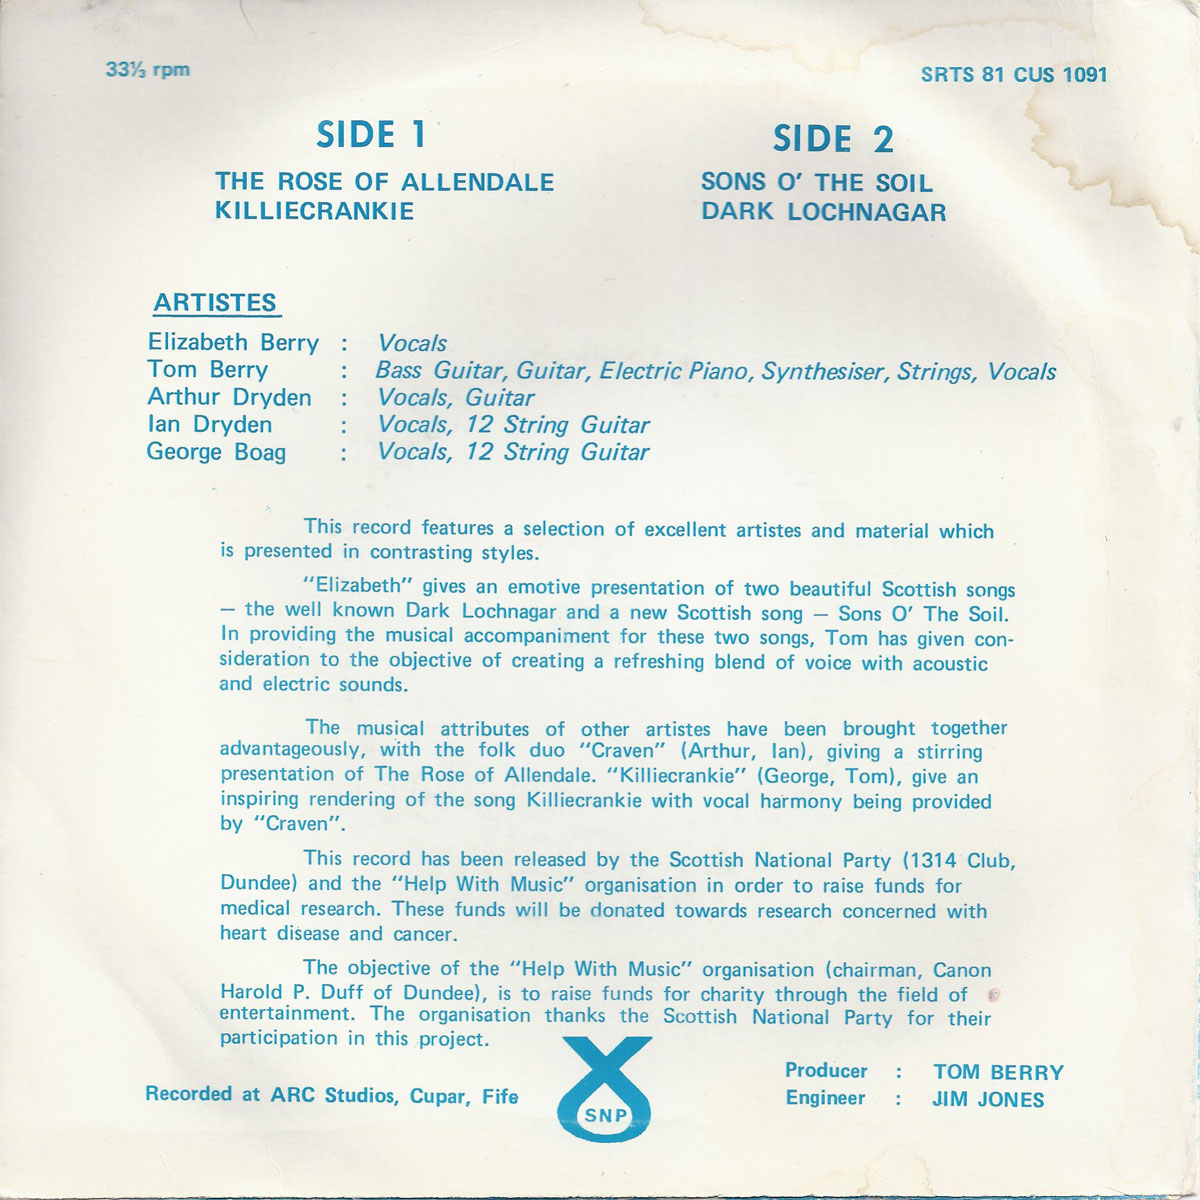 33⅓ rpm
SRTS 81 CUS 1091
SIDE 1
THE ROSE OF ALLENDALE
KILLIECRANKIE
SIDE 2
SONS O' THE SOIL
DARK LOCHNAGAR
ARTISTES
Elizabeth Berry : Vocals
Tom Berry : Bass Guitar, Guitar, Electric Piano, Synthesiser, Strings, Vocals
Arthur Dryden : Vocals, Guitar
Ian Dryden : Vocals, 12 String Guitar
George Boag : Vocals, 12 String Guitar
This record features a selection of excellent artistes and material which
is presented in contrasting styles.
"Elizabeth" gives an emotive presentation of two beautiful Scottish songs
– the well known Dark Lochnagar and a new Scottish song – Sons O' The Soil.
In providing the musical accompaniment for these two songs, Tom has given con-
sideration to the objective of creating a refreshing blend of voice with acoustic
and electric sounds.
The musical attributes of other artistes have been brought together
advantageously, with the folk duo "Craven" (Arthur, Ian), giving a stirring
presentation of The Rose of Allendale. "Killiecrankie" (George, Tom), give an
inspiring rendering of the song Killiecrankie with vocal harmony being provided
by "Craven".
This record has been released by the Scottish National Party (1314 Club,
Dundee) and the "Help With Music" organisation in order to raise funds for
medical research. These funds will be donated towards research concerned with
heart disease and cancer.
The objective of the "Help With Music" organisation (chairman, Canon
Harold P. Duff of Dundee), is to raise funds for charity through the field of
entertainment. The organisation thanks the Scottish National Party for their
participation in this project.
Recorded at ARC Studios, Cupar, Fife
SNP
Producer : TOM BERRY
Engineer : JIM JONES